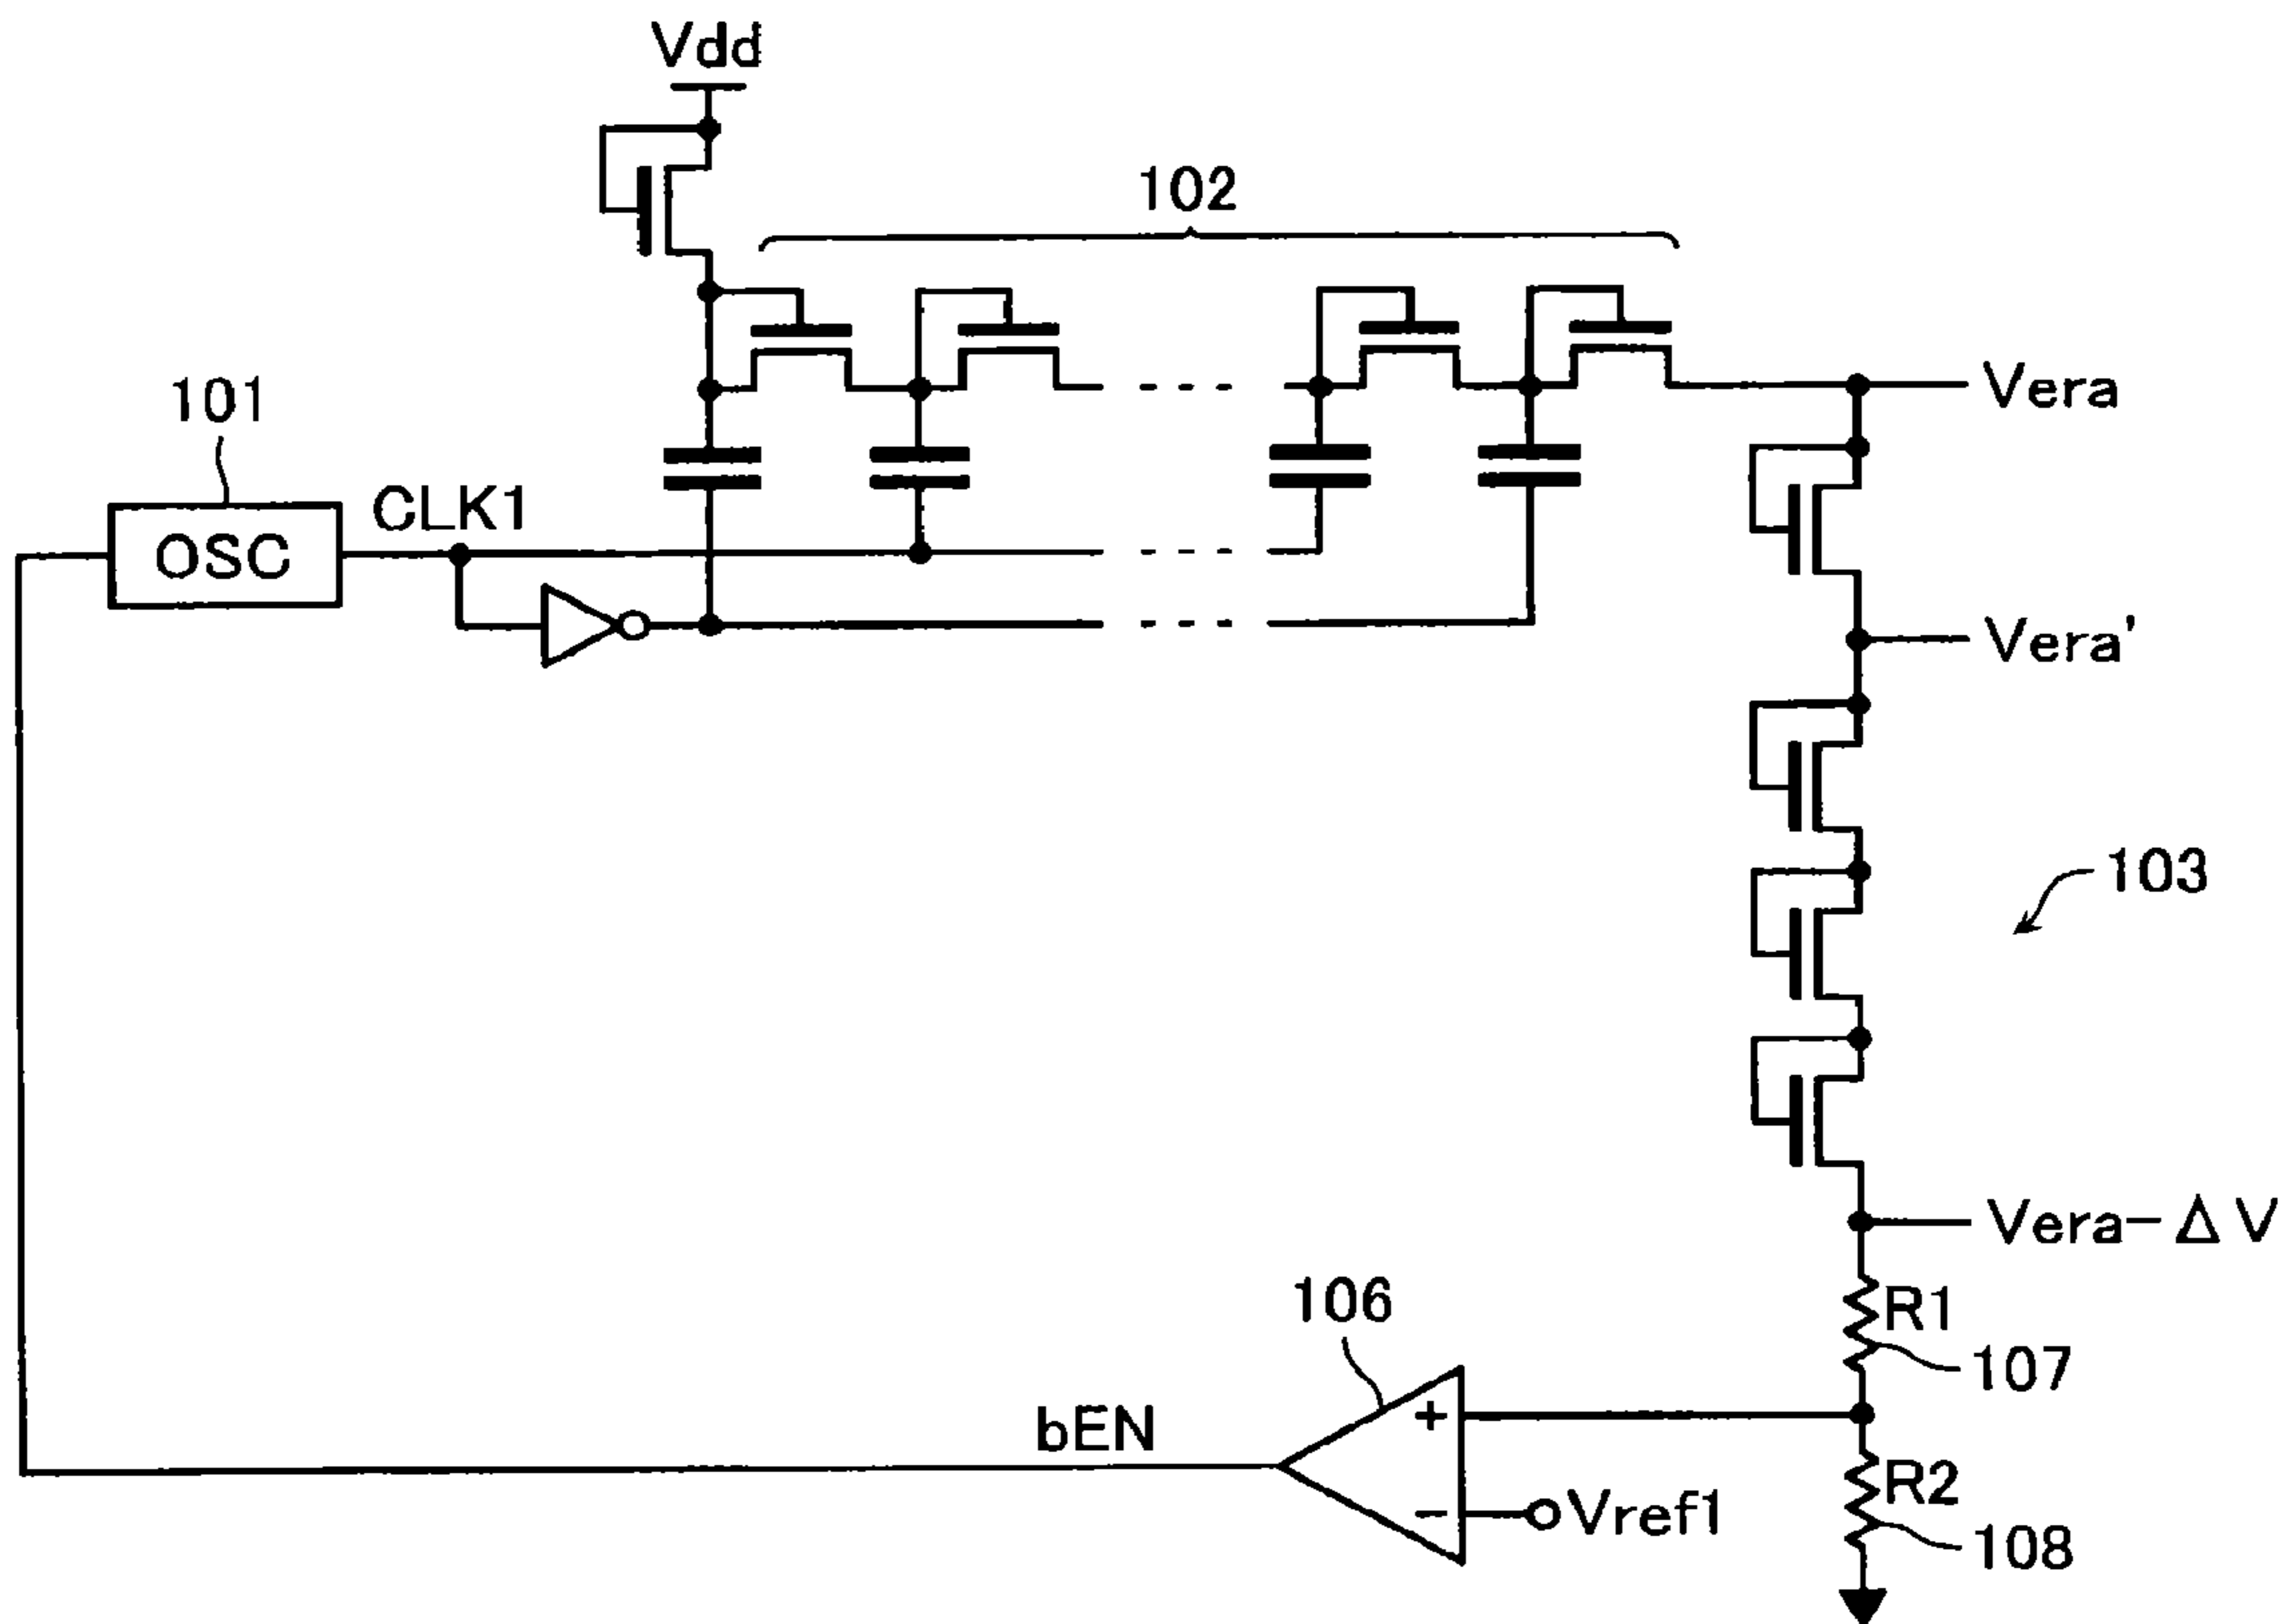 Vdd
102
101
CLK1
OSC
Vera
Vera'
103
Vera−ΔV
R1
107
106
+
bEN
R2
−
Vref1
108